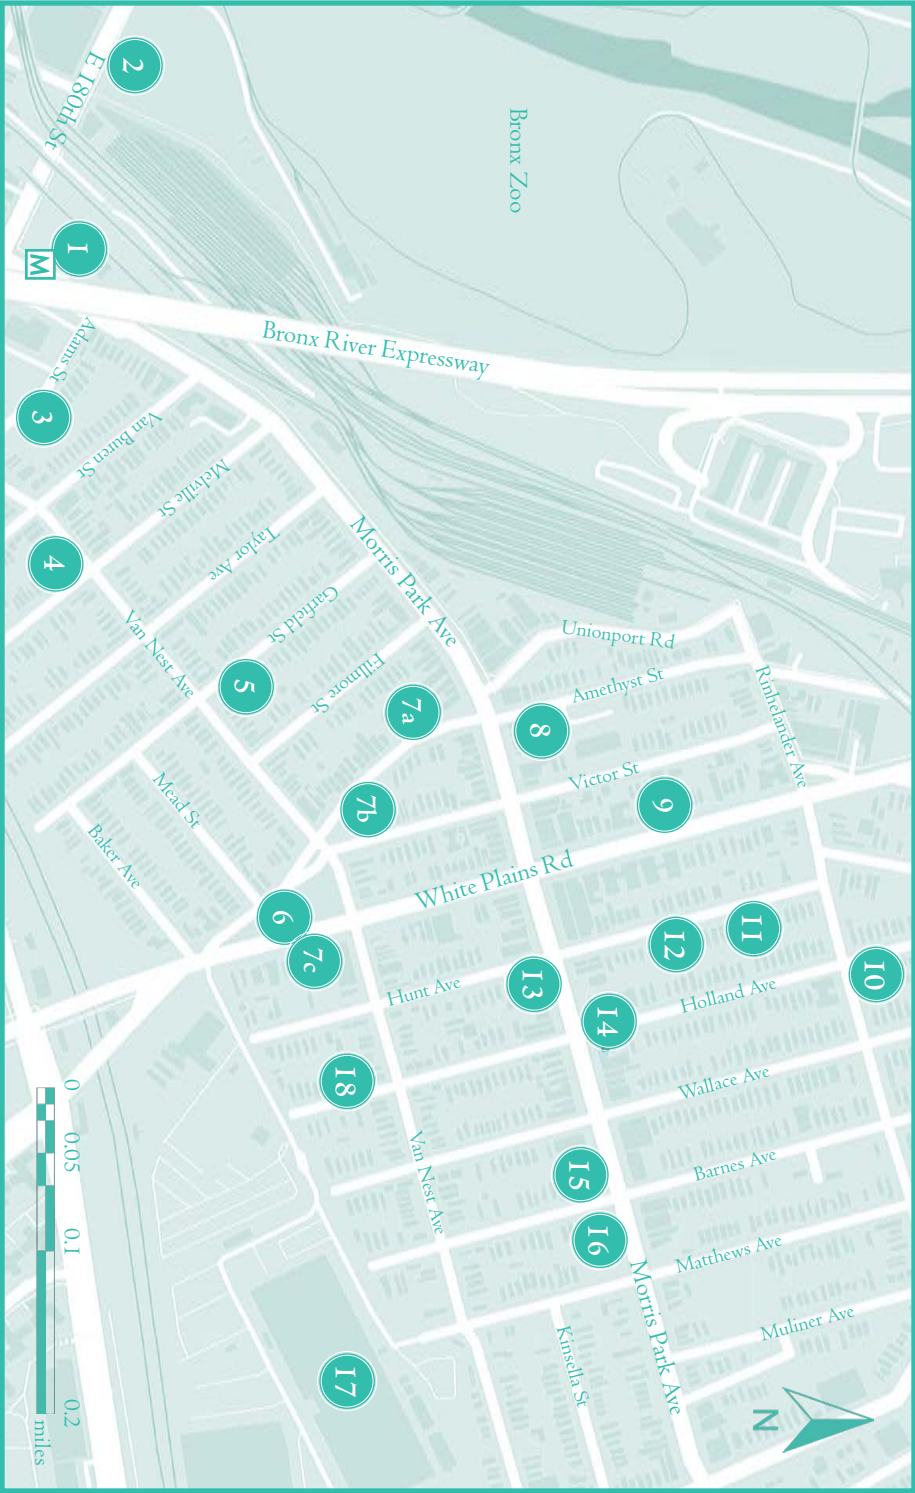 2
E 180th St
Bronx Zoo
1
M
Bronx River Expressway
Adams St
3
Van Buren St
Melville St
4
Taylor Ave
Morris Park Ave
Garfield St
Van Nest Ave
Fillmore St
5
Unionport Rd
Amethyst St
Rinhelander Ave
7a
8
Victor St
7b
9
Mead St
Baker Ave
White Plains Rd
6
7c
11
12
10
Hunt Ave
13
Holland Ave
14
18
Wallace Ave
Van Nest Ave
15
Barnes Ave
16
Matthews Ave
Morris Park Ave
Muliner Ave
Kinsella St
17
N
0
0.05
0.1
0.2
miles